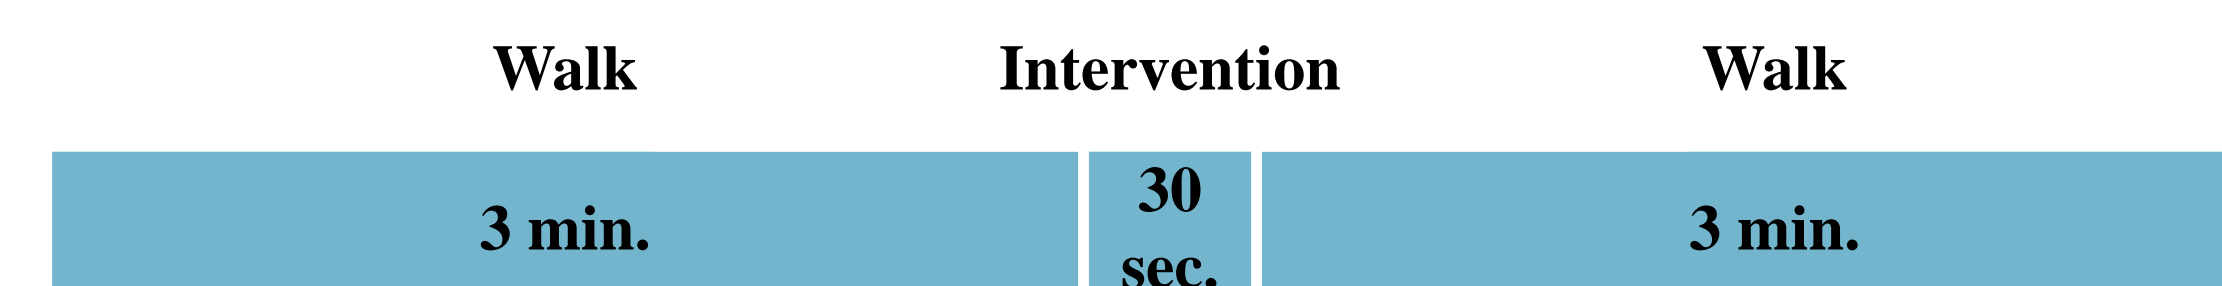 Walk Intervention Walk
3 min. 30 sec. 3 min.